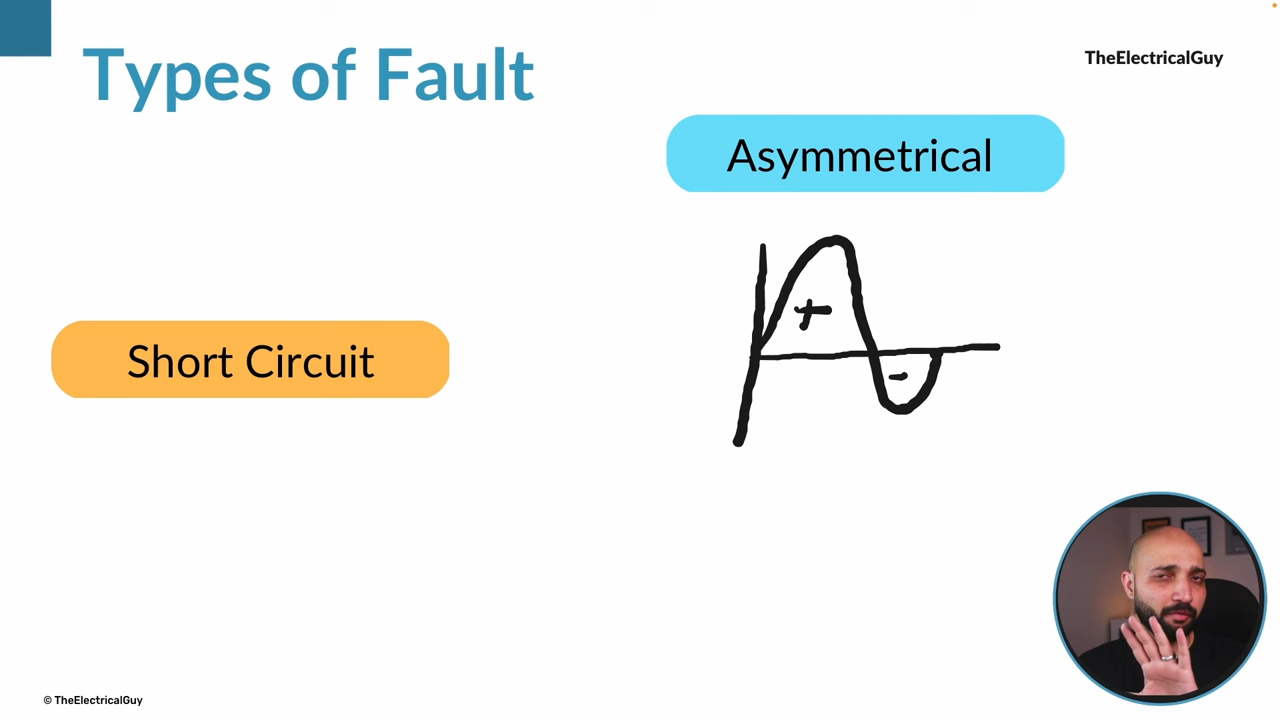 Types of Fault
TheElectricalGuy
Asymmetrical
+
-
Short Circuit
© TheElectricalGuy